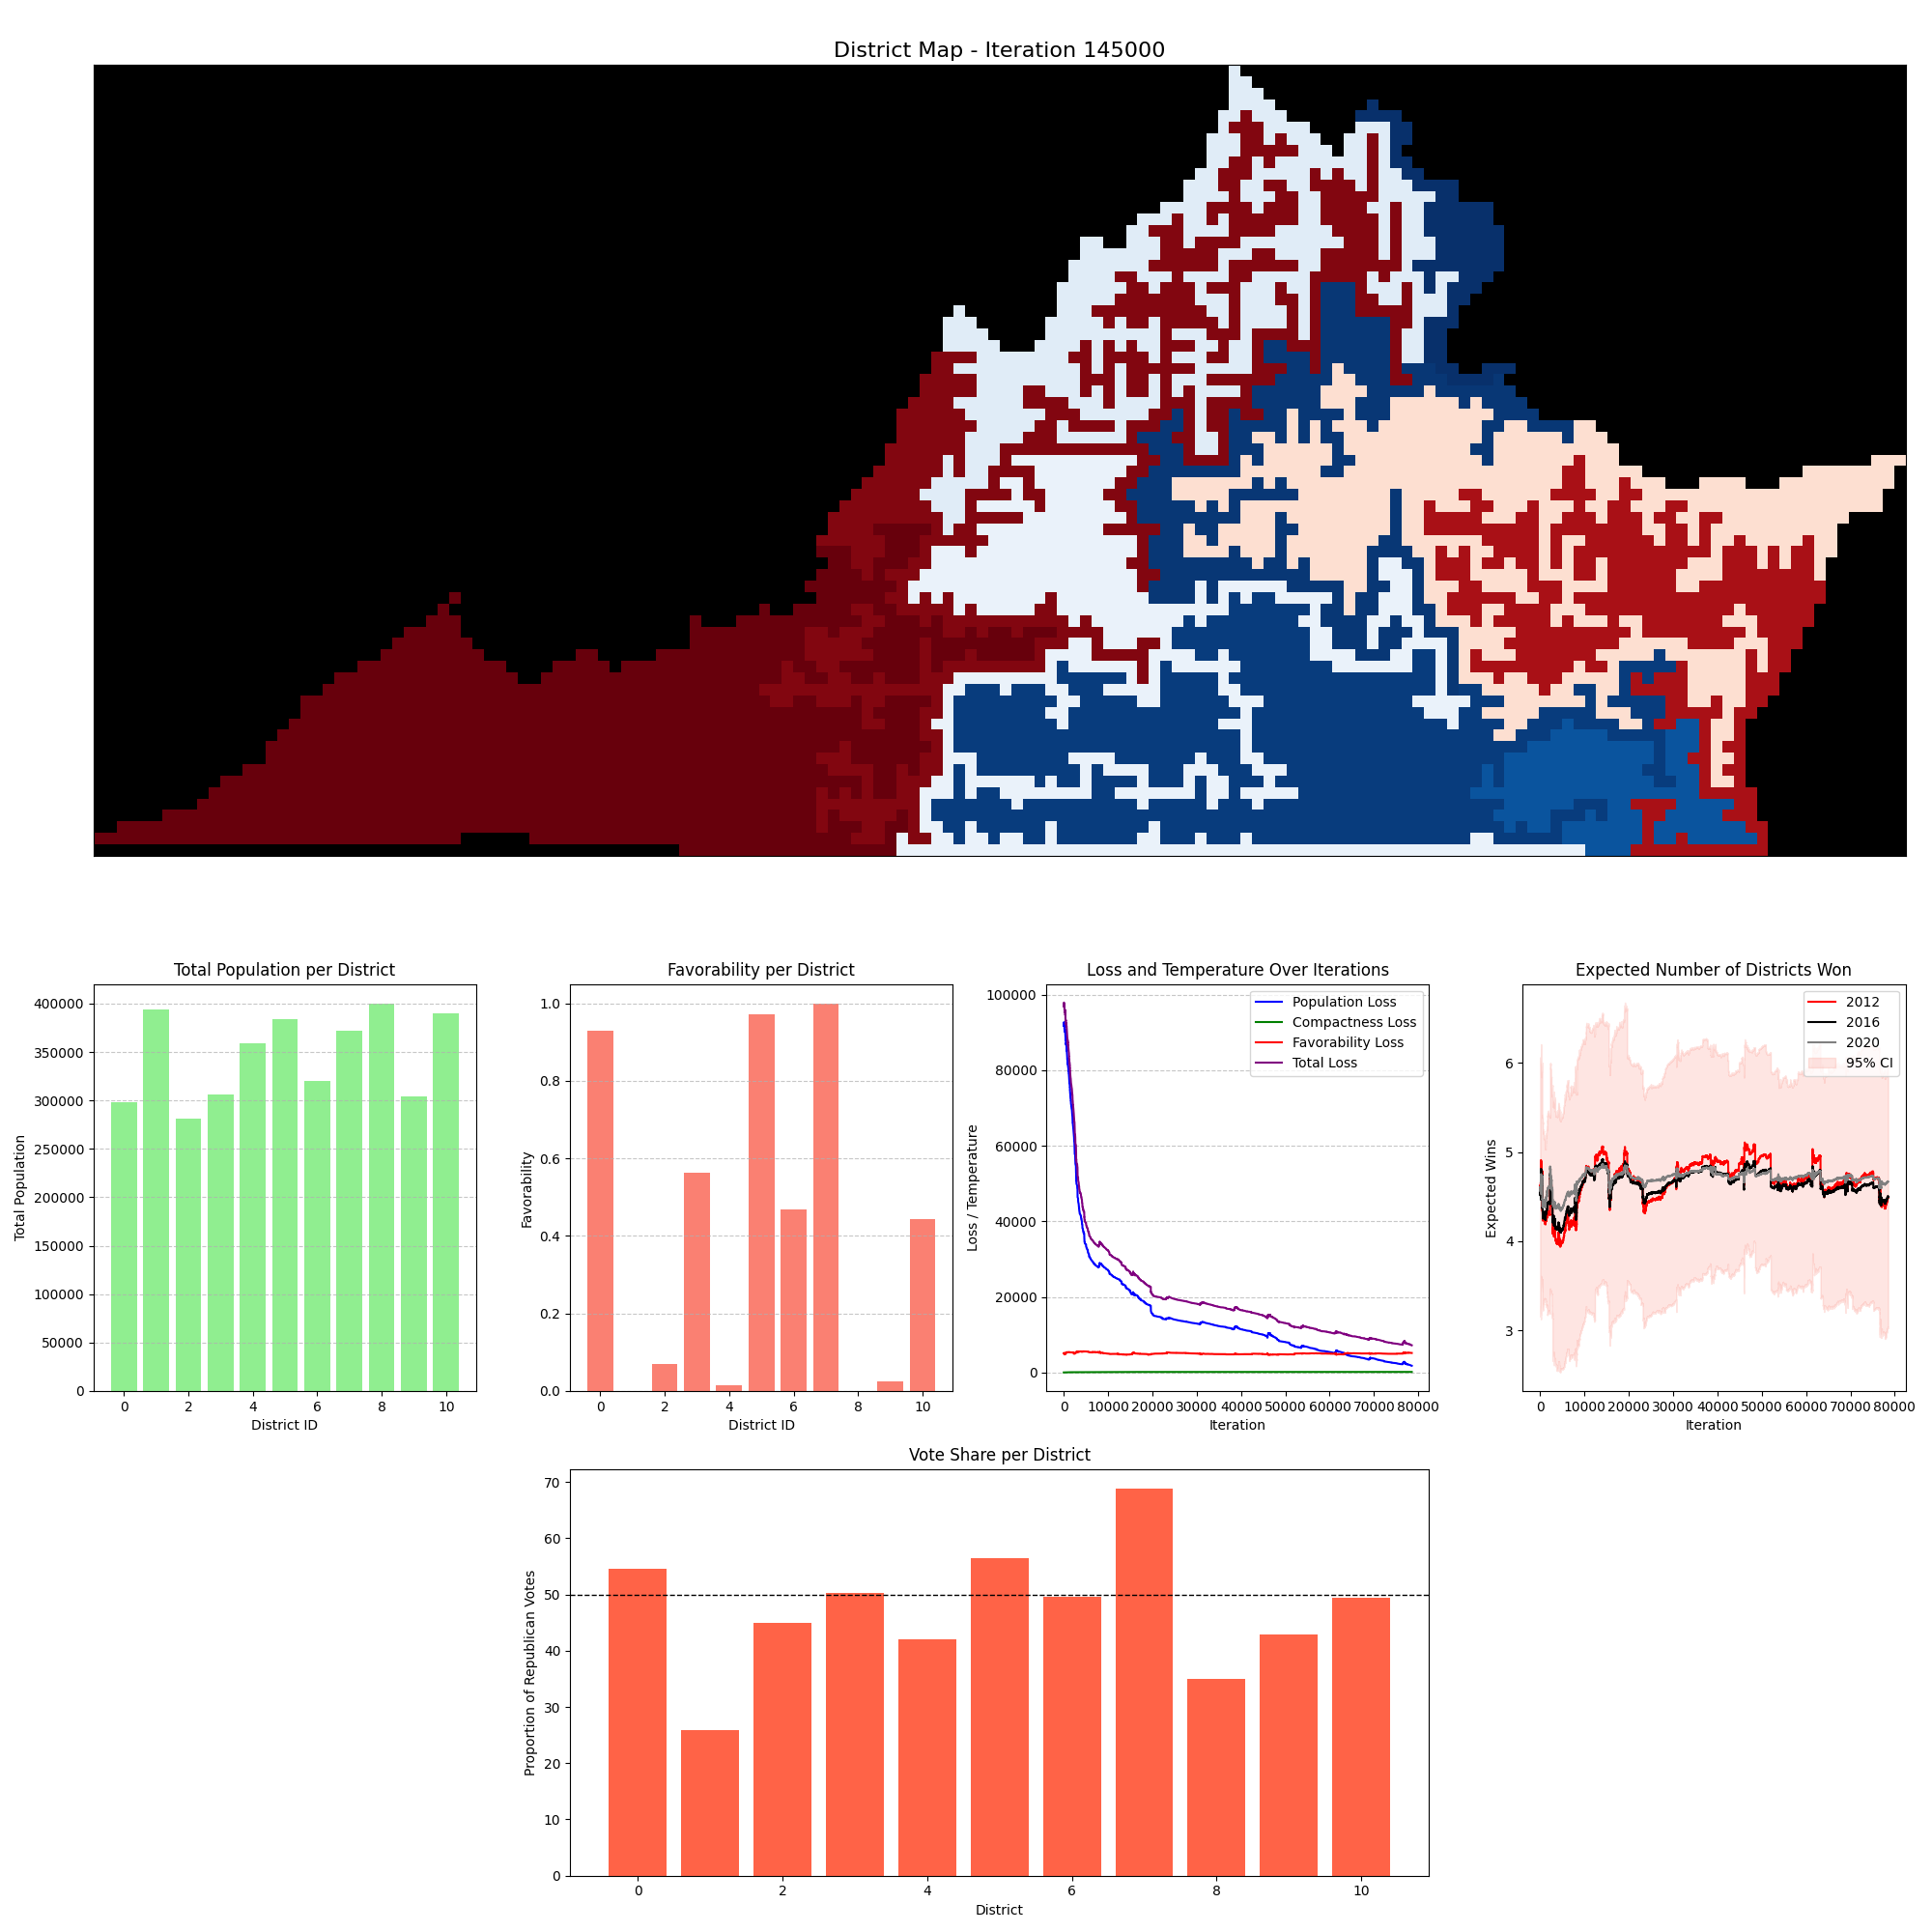 District Map - Iteration 145000
Total Population per District
Total Population
400000
350000
300000
250000
200000
150000
100000
50000
0
0 2 4 6 8 10
District ID
Favorability per District
Favorability
1.0
0.8
0.6
0.4
0.2
0.0
0 2 4 6 8 10
District ID
Loss and Temperature Over Iterations
Loss / Temperature
100000
80000
60000
40000
20000
0
Population Loss
Compactness Loss
Favorability Loss
Total Loss
0 10000 20000 30000 40000 50000 60000 70000 80000
Iteration
Expected Number of Districts Won
Expected Wins
6
5
4
3
2012
2016
2020
95% CI
0 10000 20000 30000 40000 50000 60000 70000 80000
Iteration
Vote Share per District
Proportion of Republican Votes
70
60
50
40
30
20
10
0
0 2 4 6 8 10
District